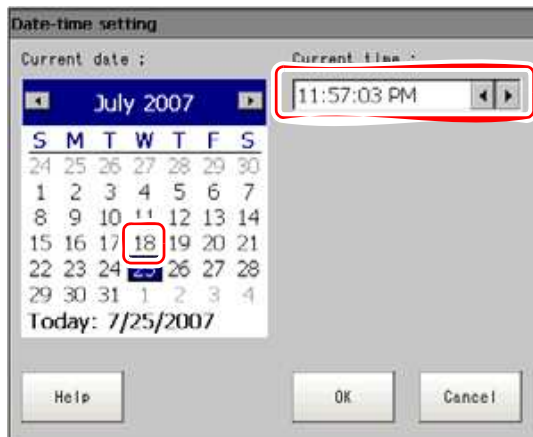 Date-time setting
Current date :
Current time :
July 2007
11:57:03 PM
S M T W T F S
24 25 26 27 28 29 30
1 2 3 4 5 6 7
8 9 10 11 12 13 14
15 16 17 18 19 20 21
22 23 24 25 26 27 28
29 30 31 1 2 3 4
Today: 7/25/2007
Help
OK
Cancel